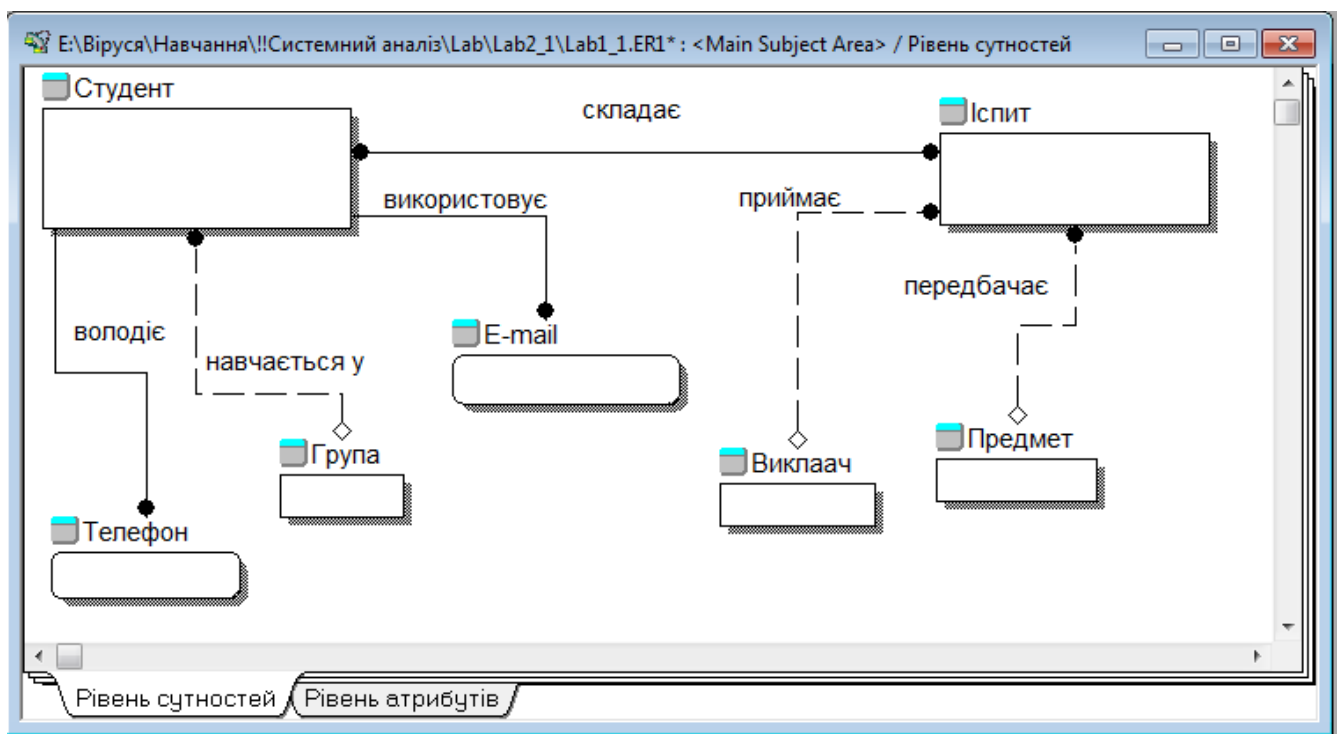 E:\Віруся\Навчання\!!Системний аналіз\Lab\Lab2_1\Lab1_1.ER1* : <Main Subject Area> / Рівень сутностей
Студент
складає
Іспит
використовує
приймає
передбачає
володіє
E-mail
навчається у
Група
Виклаач
Предмет
Телефон
Рівень сутностей
Рівень атрибутів